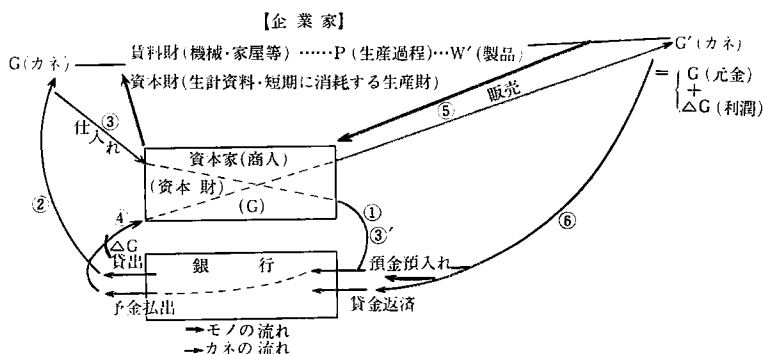 【企業家】
賃料財(機械・家屋等)……P(生産過程)…W′(製品)
G(カネ)
G′(カネ)
資本財(生計資料・短期に消耗する生産財)
=
G(元金)
+
△G(利潤)
⑤
販売
③
仕入れ
資本家(商人)
(資本財)
(G)
①
②
④
③′
⑥
△G
貸出
銀行
預金預入れ
予金払出
貸金返済
→モノの流れ
→カネの流れ